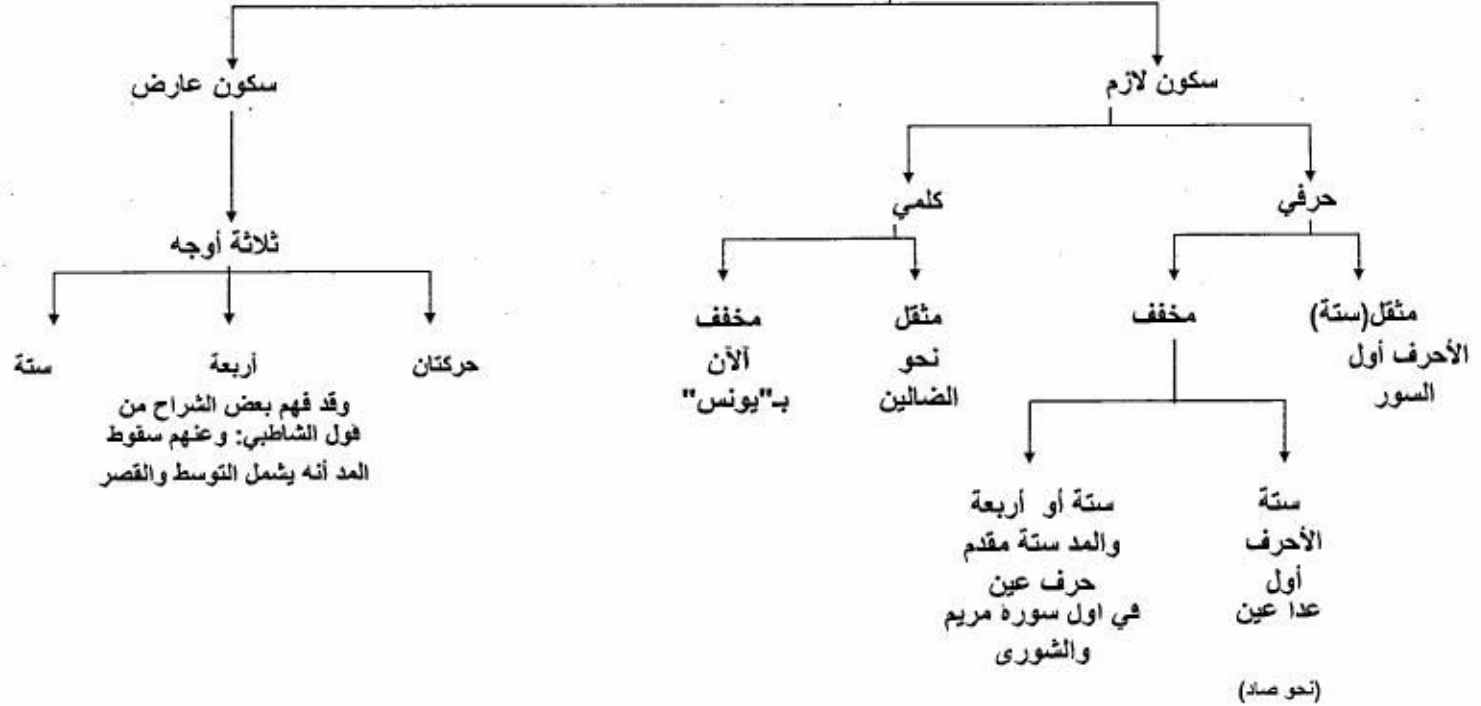 سكون لازم
سكون عارض
حرفي
كلمي
ثلاثة أوجه
مثقل(ستة)
الأحرف أول
السور
مخفف
مثقل
نحو
الضالين
مخفف
آلآن
بـ"يونس"
حركتان
أربعة
وقد فهم بعض الشراح من
قول الشاطبي: وعنهم سقوط
المد أنه يشمل التوسط والقصر
ستة
ستة
الأحرف
أول
عدا عين
(نحو صاد)
ستة أو أربعة
والمد ستة مقدم
حرف عين
في اول سورة مريم
والشورى